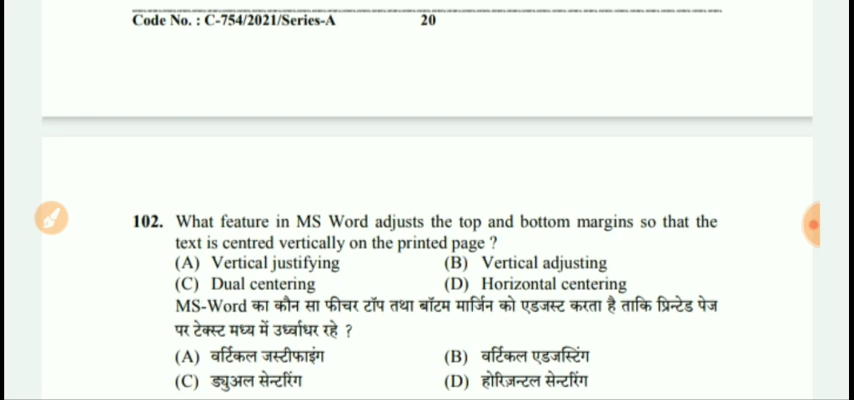 Code No. : C-754/2021/Series-A 20
102. What feature in MS Word adjusts the top and bottom margins so that the
text is centred vertically on the printed page ?
(A) Vertical justifying (B) Vertical adjusting
(C) Dual centering (D) Horizontal centering
MS-Word का कौन सा फीचर टॉप तथा बॉटम मार्जिन को एडजस्ट करता है ताकि प्रिन्टेड पेज
पर टेक्स्ट मध्य में उर्ध्वाधर रहे ?
(A) वर्टिकल जस्टीफाइंग (B) वर्टिकल एडजस्टिंग
(C) ड्युअल सेन्टरिंग (D) होरिज़न्टल सेन्टरिंग